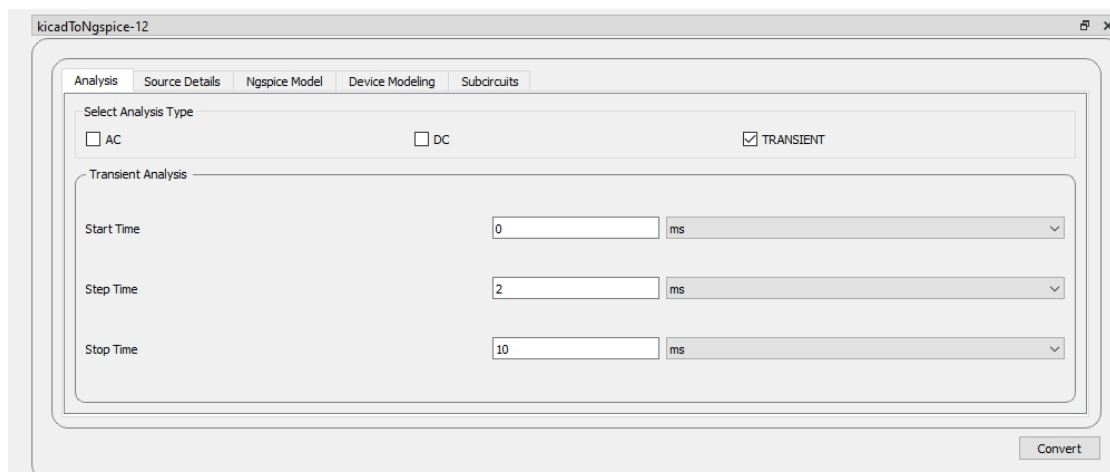 kicadToNgspice-12
Analysis Source Details Ngspice Model Device Modeling Subcircuits
Select Analysis Type
AC DC TRANSIENT
Transient Analysis
Start Time 0 ms
Step Time 2 ms
Stop Time 10 ms
Convert